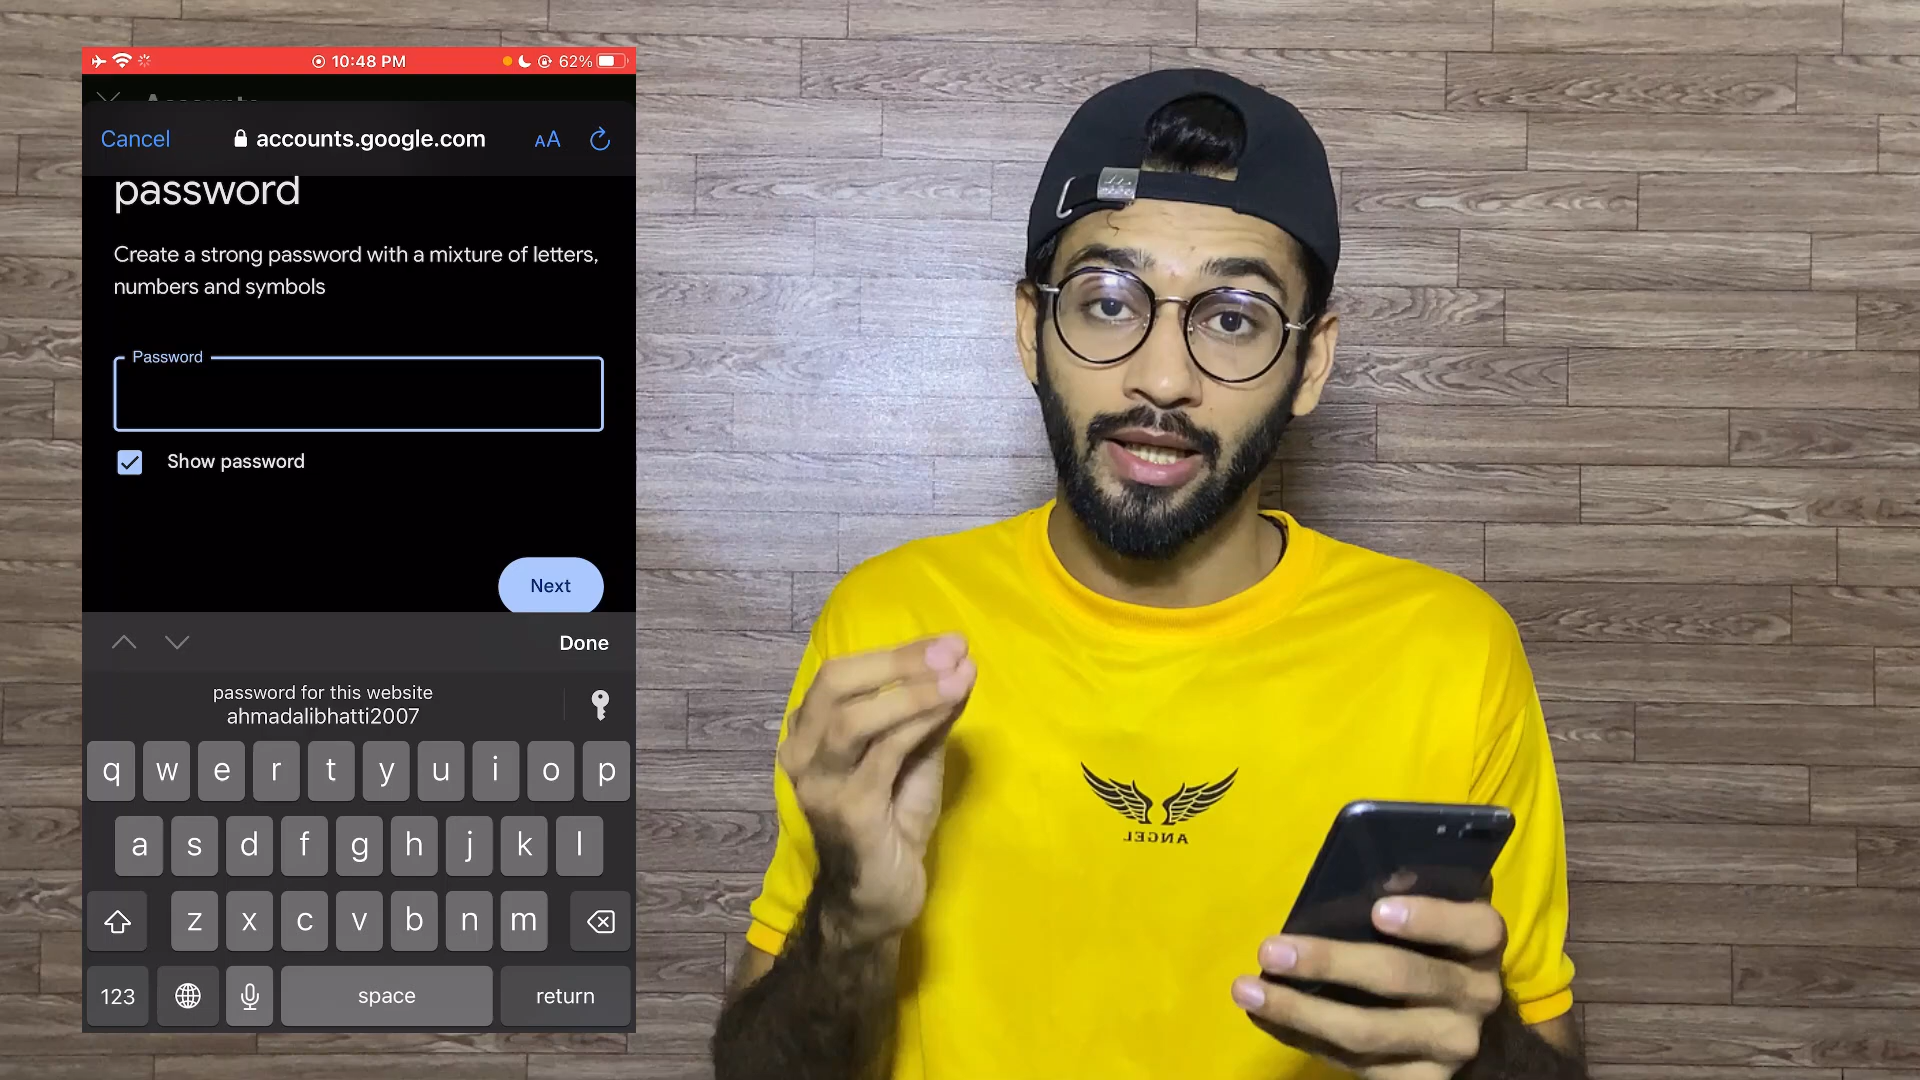 10:48 PM
62%
Cancel
accounts.google.com
AA
password
Create a strong password with a mixture of letters,
numbers and symbols
Password
Show password
Next
Done
password for this website
ahmadalibhatti2007
q w e r t y u i o p
a s d f g h j k l
z x c v b n m
123
space
return
ANGEL